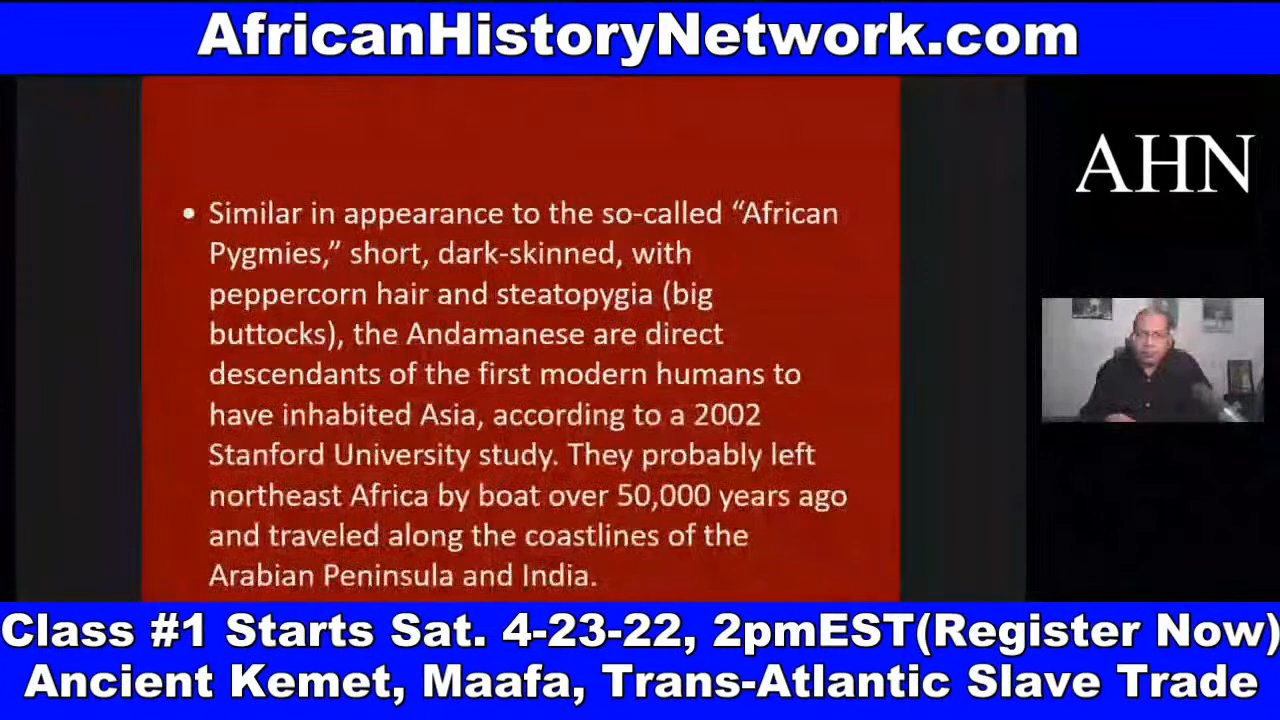 AfricanHistoryNetwork.com
AHN
• Similar in appearance to the so-called “African
Pygmies,” short, dark-skinned, with
peppercorn hair and steatopygia (big
buttocks), the Andamanese are direct
descendants of the first modern humans to
have inhabited Asia, according to a 2002
Stanford University study. They probably left
northeast Africa by boat over 50,000 years ago
and traveled along the coastlines of the
Arabian Peninsula and India.
Class #1 Starts Sat. 4-23-22, 2pmEST(Register Now)
Ancient Kemet, Maafa, Trans-Atlantic Slave Trade